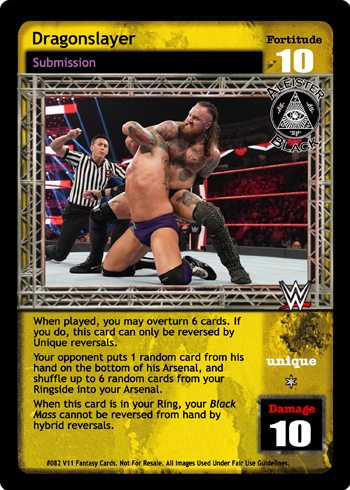 Dragonslayer
Fortitude
10
Submission
ALEISTER
BLACK
W
When played, you may overturn 6 cards. If
you do, this card can only be reversed by
Unique reversals.
Your opponent puts 1 random card from his
hand on the bottom of his Arsenal, and
shuffle up to 6 random cards from your
Ringside into your Arsenal.
When this card is in your Ring, your Black
Mass cannot be reversed from hand by
hybrid reversals.
unique
Damage
10
#082 V11 Fantasy Cards. Not For Resale. All Images Used Under Fair Use Guidelines.